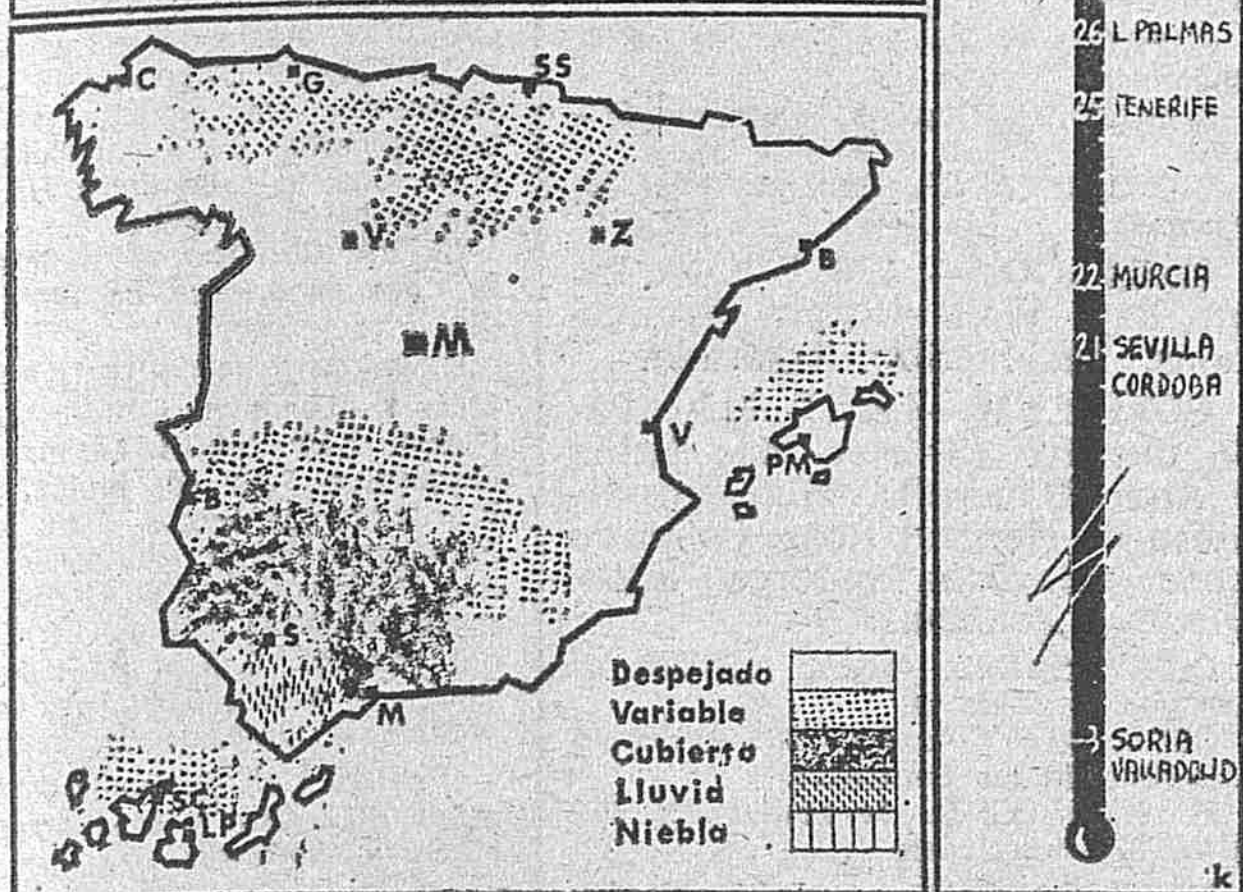 C
G
SS
V
Z
B
M
V
PM
B
S
M
SC
LP
Despejado
Variable
Cubierto
Lluvia
Niebla
26 L PALMAS
25 TENERIFE
22 MURCIA
21 SEVILLA
CORDOBA
3 SORIA
VALLADOLID
k